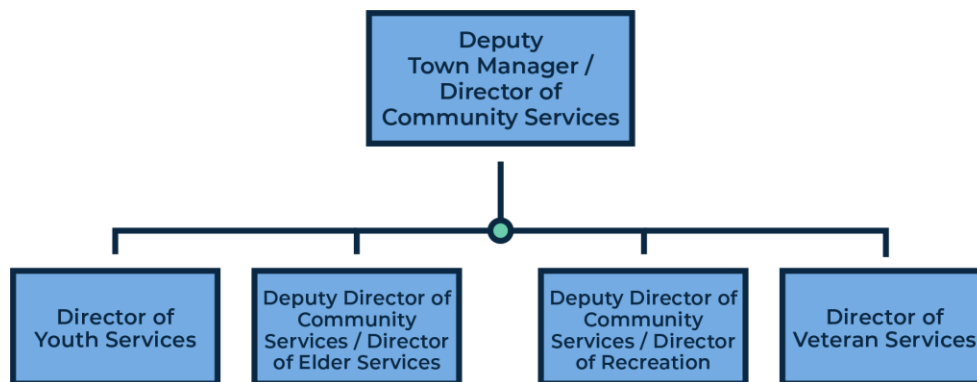 Deputy
Town Manager /
Director of
Community Services
Director of
Youth Services
Deputy Director of
Community
Services / Director
of Elder Services
Deputy Director of
Community
Services / Director
of Recreation
Director of
Veteran Services